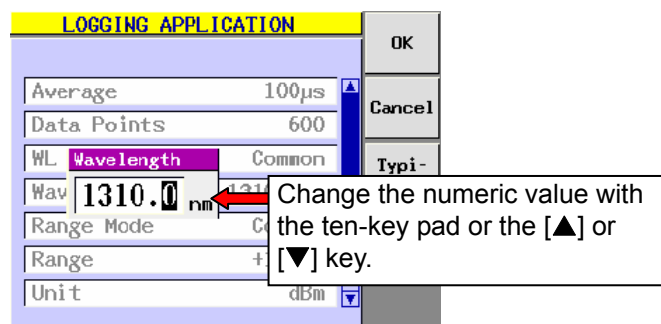 LOGGING APPLICATION
OK
Average 100µs
Cancel
Data Points 600
WL Wavelength Common
Typi-
Wav 1310.0 nm 1310
Range Mode
Range
Unit dBm
Change the numeric value with
the ten-key pad or the [▲] or
[▼] key.